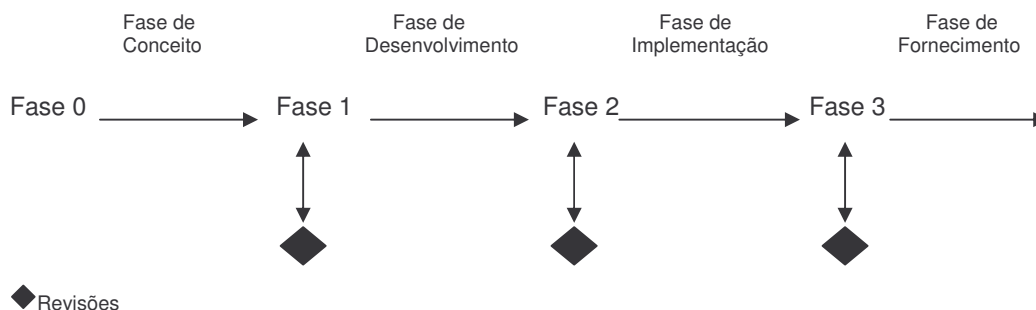 Fase de
Conceito
Fase de
Desenvolvimento
Fase de
Implementação
Fase de
Fornecimento
Fase 0
Fase 1
Fase 2
Fase 3
Revisões